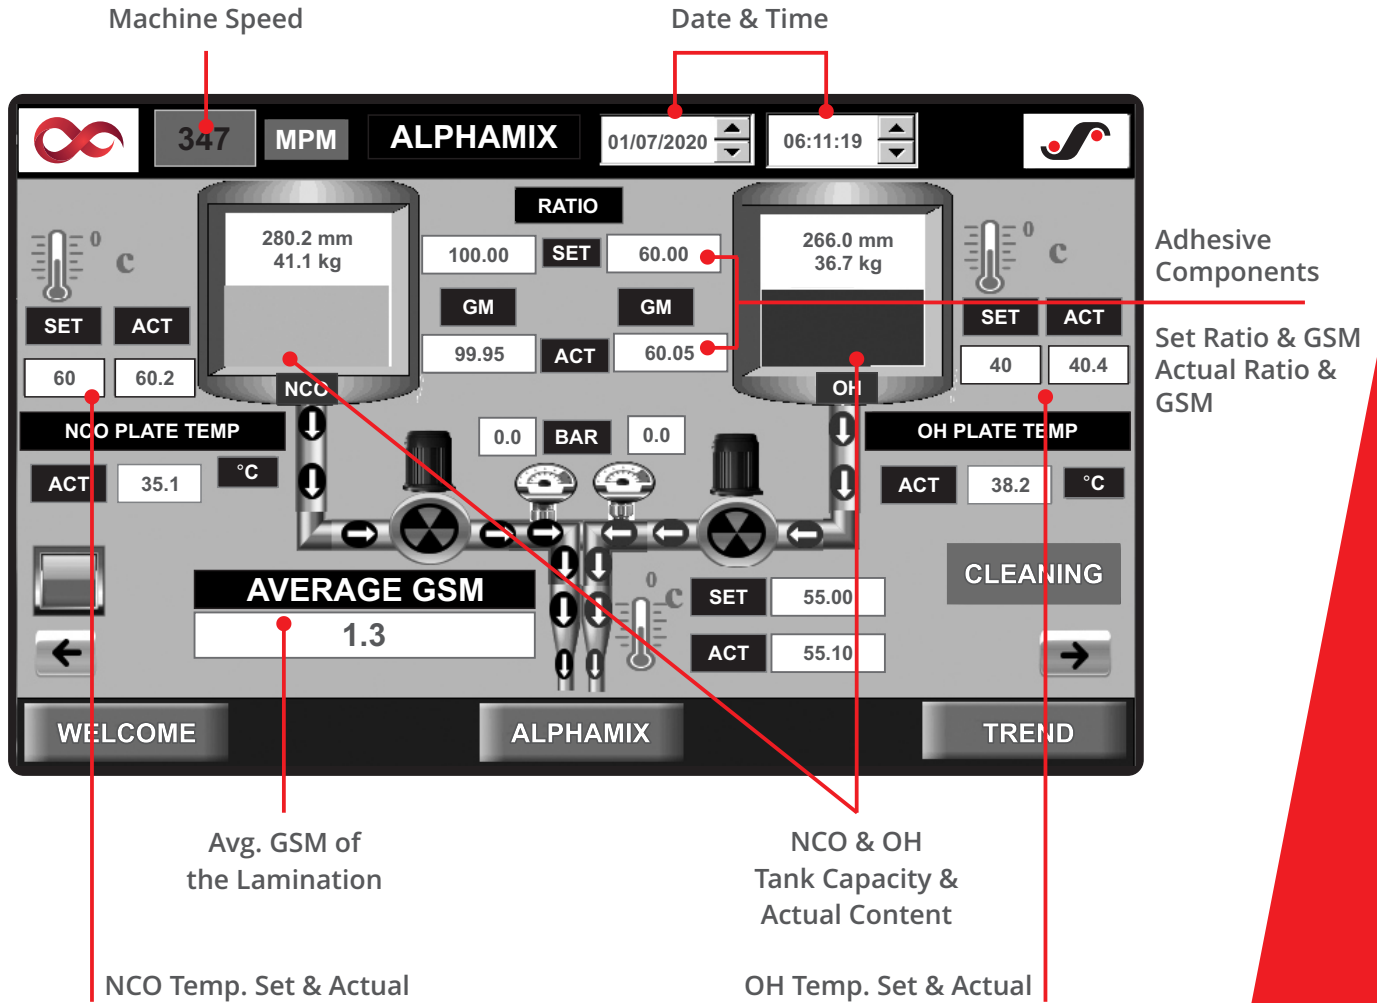 Machine Speed
Date & Time
347
MPM
ALPHAMIX
01/07/2020
06:11:19
RATIO
280.2 mm
41.1 kg
100.00
SET
60.00
266.0 mm
36.7 kg
0
c
0
c
Adhesive
Components
GM
GM
SET
ACT
SET
ACT
99.95
ACT
60.05
Set Ratio & GSM
Actual Ratio &
GSM
60
60.2
40
40.4
NCO
OH
NCO PLATE TEMP
0.0
BAR
0.0
OH PLATE TEMP
ACT
35.1
°C
ACT
38.2
°C
AVERAGE GSM
1.3
0
c
SET
55.00
CLEANING
ACT
55.10
WELCOME
ALPHAMIX
TREND
Avg. GSM of
the Lamination
NCO & OH
Tank Capacity &
Actual Content
NCO Temp. Set & Actual
OH Temp. Set & Actual